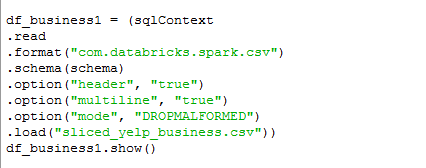 df_business1 = (sqlContext
.read
.format("com.databricks.spark.csv")
.schema(schema)
.option("header", "true")
.option("multiline", "true")
.option("mode", "DROPMALFORMED")
.load("sliced_yelp_business.csv"))
df_business1.show()